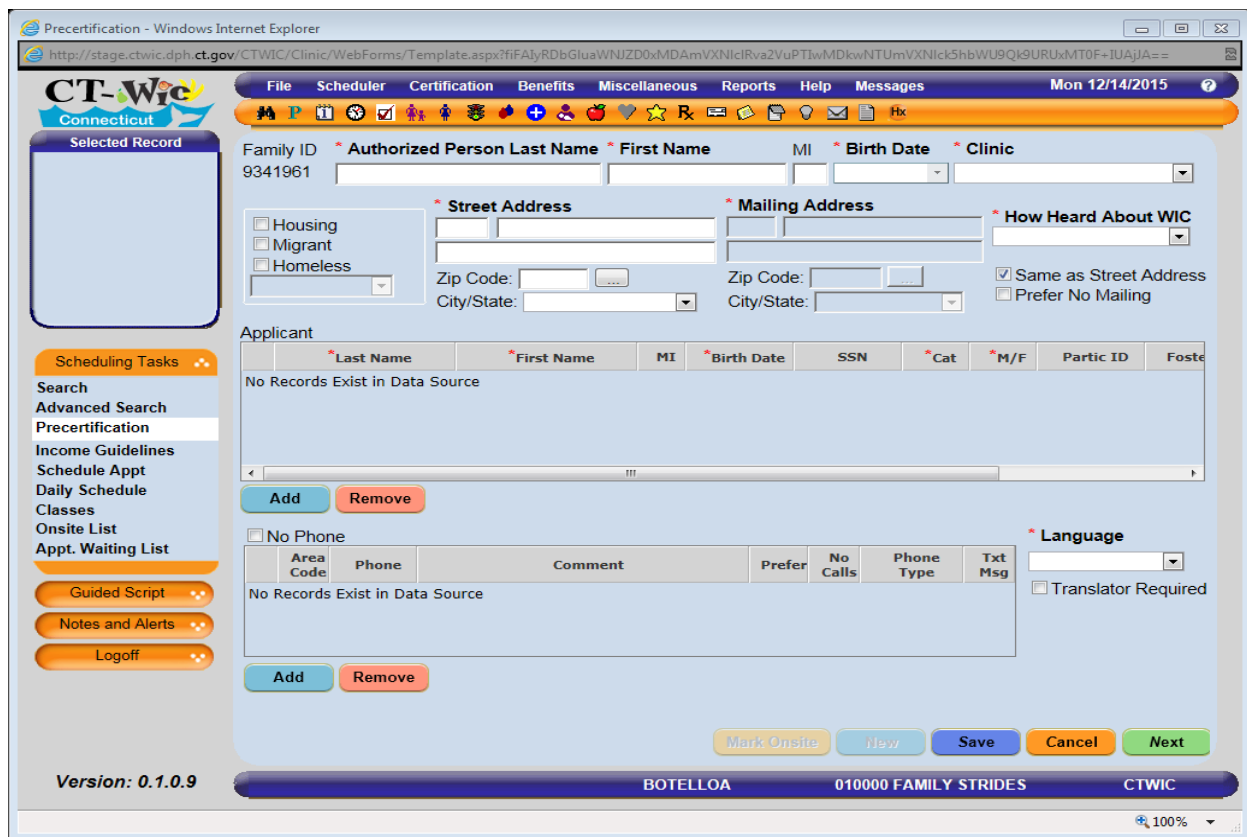 Precertification - Windows Internet Explorer
http://stage.ctwic.dph.ct.gov/CTWIC/Clinic/WebForms/Template.aspx?
CT-Wic
Connecticut
File Scheduler Certification Benefits Miscellaneous Reports Help Messages Mon 12/14/2015 ?
P Rx Hx
Selected Record
Family ID * Authorized Person Last Name * First Name MI * Birth Date * Clinic
9341961
* Street Address * Mailing Address * How Heard About WIC
Housing
Migrant
Homeless
Zip Code: ... Zip Code: ... Same as Street Address
City/State: City/State: Prefer No Mailing
Applicant
*Last Name *First Name MI *Birth Date SSN *Cat *M/F Partic ID Foste
No Records Exist in Data Source
Add Remove
Scheduling Tasks
Search
Advanced Search
Precertification
Income Guidelines
Schedule Appt
Daily Schedule
Classes
Onsite List
Appt. Waiting List
Guided Script
Notes and Alerts
Logoff
No Phone * Language
Area Code Phone Comment Prefer No Calls Phone Type Txt Msg
No Records Exist in Data Source
Translator Required
Add Remove
Mark Onsite New Save Cancel Next
Version: 0.1.0.9 BOTELLOA 010000 FAMILY STRIDES CTWIC
100%